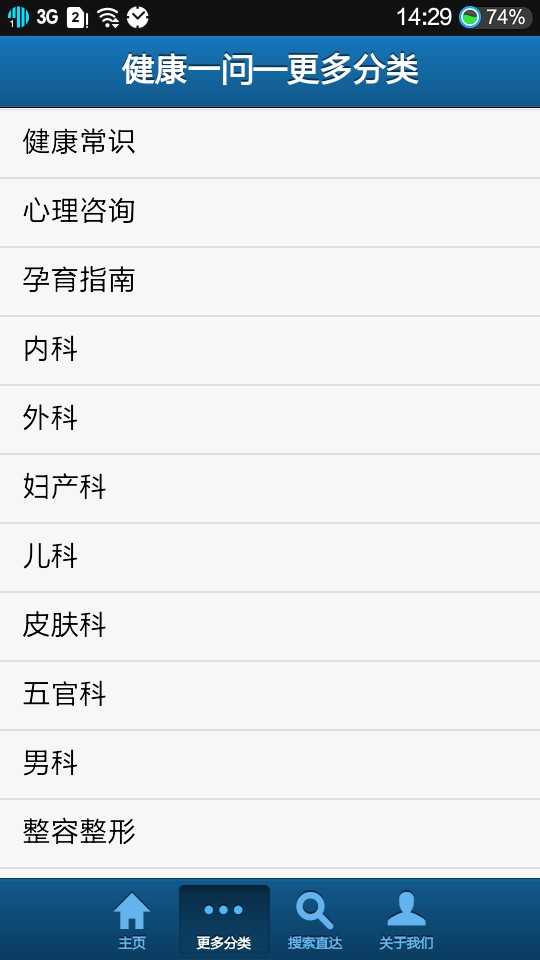 1 3G 2 14:29 74%
健康一问—更多分类
健康常识
心理咨询
孕育指南
内科
外科
妇产科
儿科
皮肤科
五官科
男科
整容整形
主页 更多分类 搜索直达 关于我们